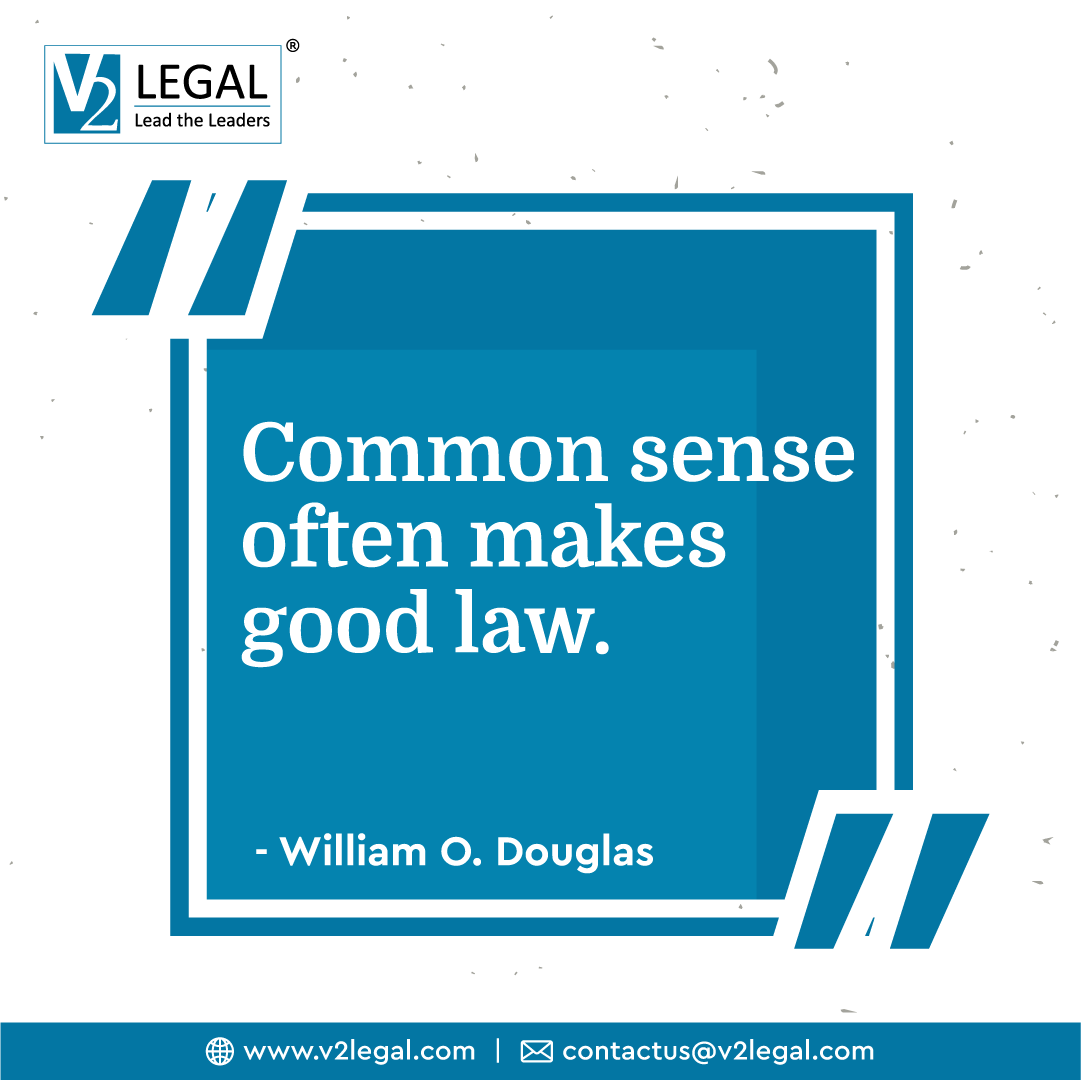 V2 LEGAL ®
Lead the Leaders
Common sense
often makes
good law.
- William O. Douglas
www.v2legal.com | contactus@v2legal.com